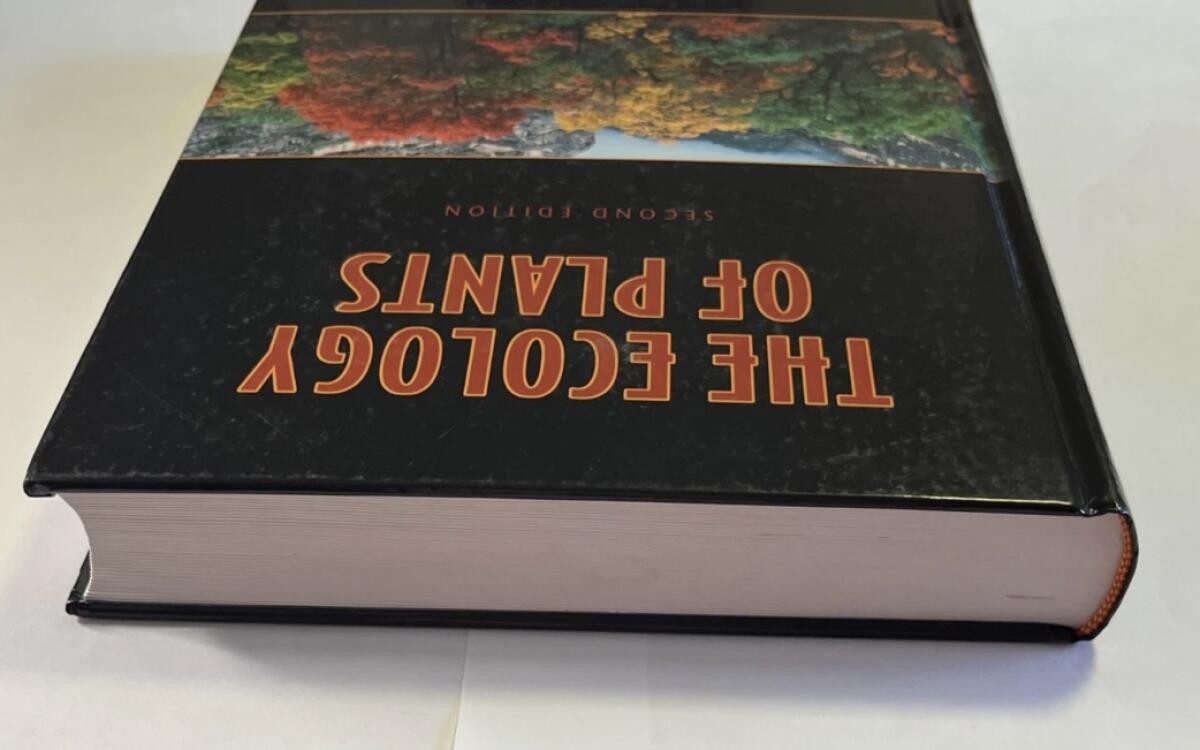 THE ECOLOGY
OF PLANTS
SECOND EDITION